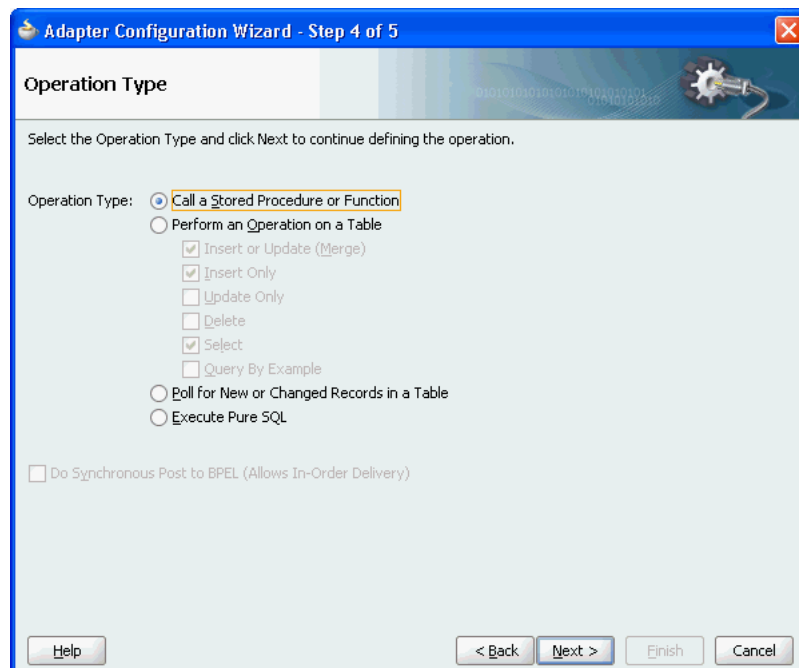 Adapter Configuration Wizard - Step 4 of 5
Operation Type
Select the Operation Type and click Next to continue defining the operation.
Operation Type:
Call a Stored Procedure or Function
Perform an Operation on a Table
Insert or Update (Merge)
Insert Only
Update Only
Delete
Select
Query By Example
Poll for New or Changed Records in a Table
Execute Pure SQL
Do Synchronous Post to BPEL (Allows In-Order Delivery)
Help
< Back
Next >
Finish
Cancel